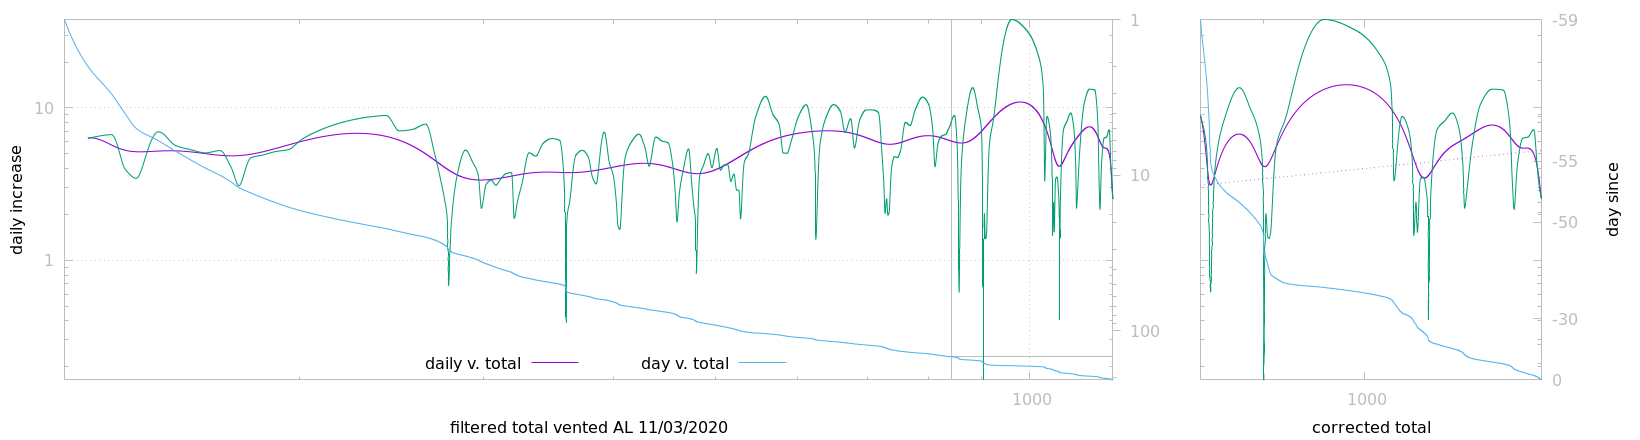 daily increase
10
1
daily v. total
day v. total
1
10
100
1000
filtered total vented AL 11/03/2020
-59
-55
-50
-30
0
day since
1000
corrected total